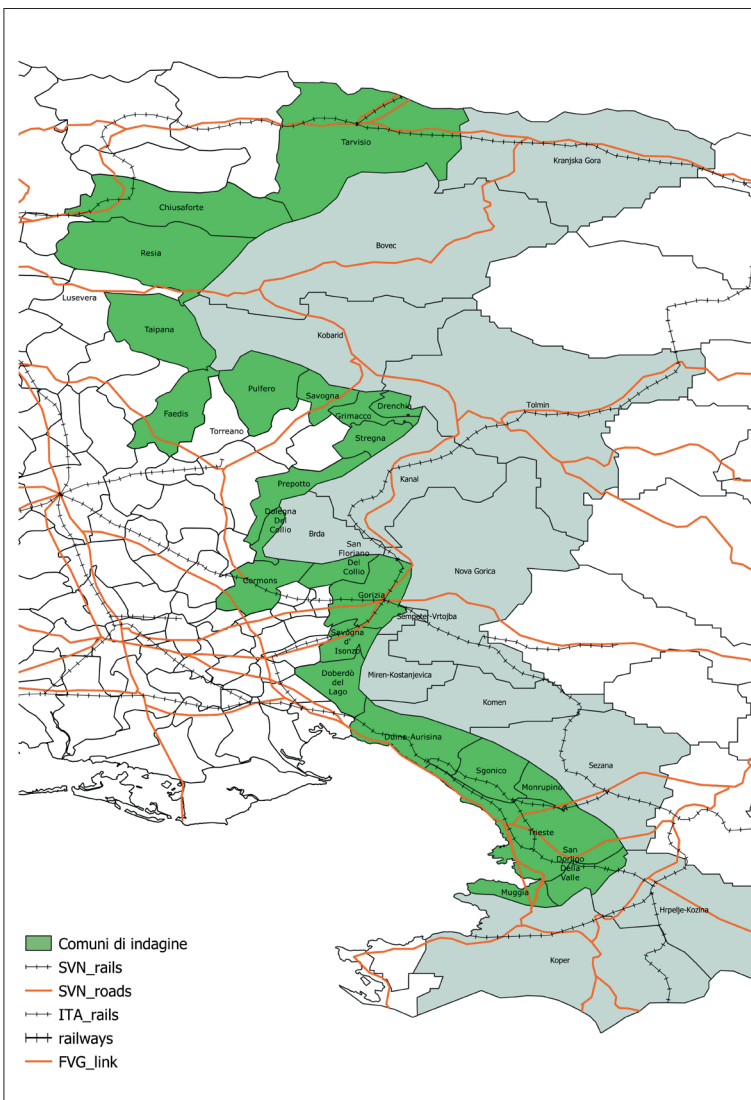 Tarvisio
Kranjska Gora
Chiusaforte
Bovec
Resia
Lusevera
Taipana
Kobarid
Pulfero
Savogna
Drenchia
Tolmin
Faedis
Grimacco
Torreano
Stregna
Prepotto
Kanal
Dolegna
Del
Collio
Brda
San
Floriano
Del
Collio
Nova Gorica
Cormons
Gorizia
Sempeter-Vrtojba
Savogna
d'
Isonzo
Doberdò
del
Lago
Miren-Kostanjevica
Komen
Duino-Aurisina
Sezana
Sgonico
Monrupino
Trieste
San
Dorligo
Della
Valle
Muggia
Hrpelje-Kozina
Koper
Comuni di indagine
SVN_rails
SVN_roads
ITA_rails
railways
FVG_link